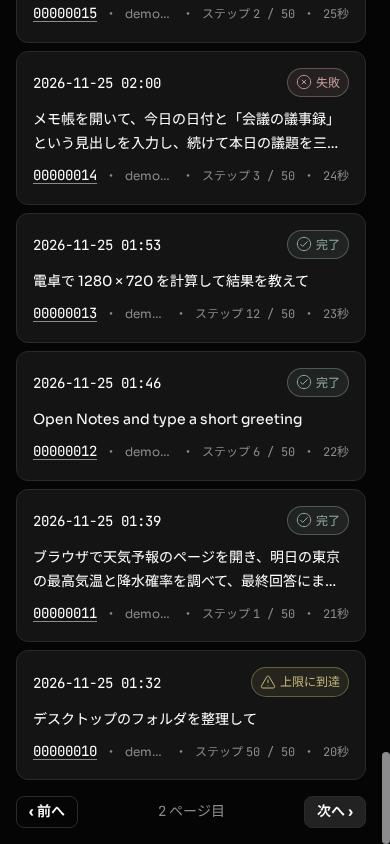 00000015 • demo... • ステップ 2 / 50 • 25秒
2026-11-25 02:00 失敗
メモ帳を開いて、今日の日付と「会議の議事録」
という見出しを入力し、続けて本日の議題を三...
00000014 • demo... • ステップ 3 / 50 • 24秒
2026-11-25 01:53 完了
電卓で 1280 × 720 を計算して結果を教えて
00000013 • dem... • ステップ 12 / 50 • 23秒
2026-11-25 01:46 完了
Open Notes and type a short greeting
00000012 • demo... • ステップ 6 / 50 • 22秒
2026-11-25 01:39 完了
ブラウザで天気予報のページを開き、明日の東京
の最高気温と降水確率を調べて、最終回答にま...
00000011 • demo... • ステップ 1 / 50 • 21秒
2026-11-25 01:32 上限に到達
デスクトップのフォルダを整理して
00000010 • dem... • ステップ 50 / 50 • 20秒
‹ 前へ 2 ページ目 次へ ›